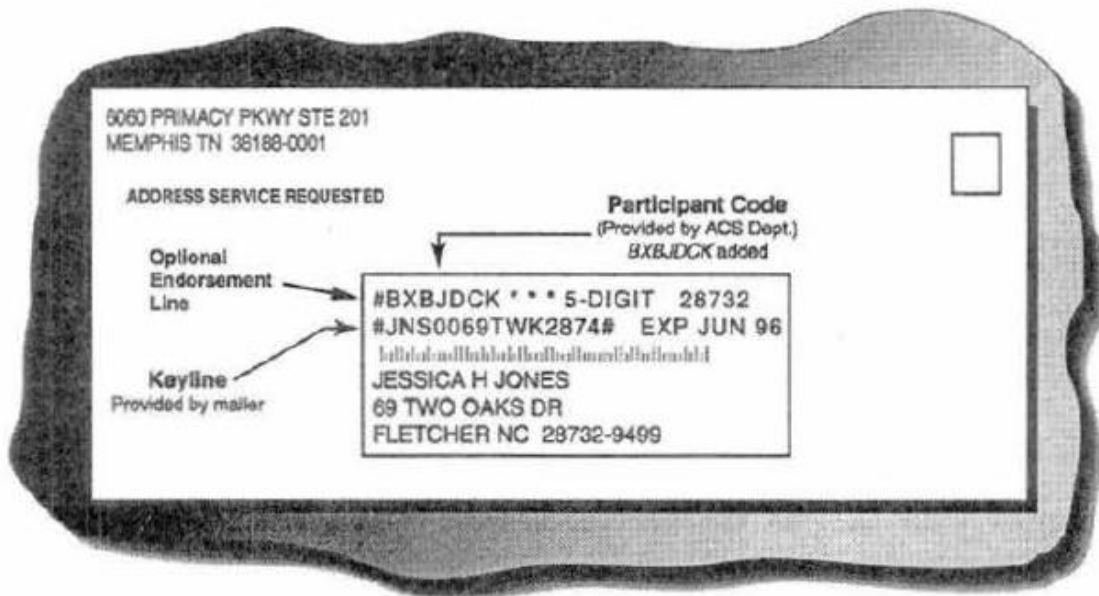 6060 PRIMACY PKWY STE 201
MEMPHIS TN 38188-0001
ADDRESS SERVICE REQUESTED
Participant Code
(Provided by ACS Dept.)
BXBJDCK added
Optional
Endorsement
Line
#BXBJDCK * * * 5-DIGIT 28732
#JNS0069TWK2874# EXP JUN 96
Keyline
Provided by mailer
JESSICA H JONES
69 TWO OAKS DR
FLETCHER NC 28732-9499